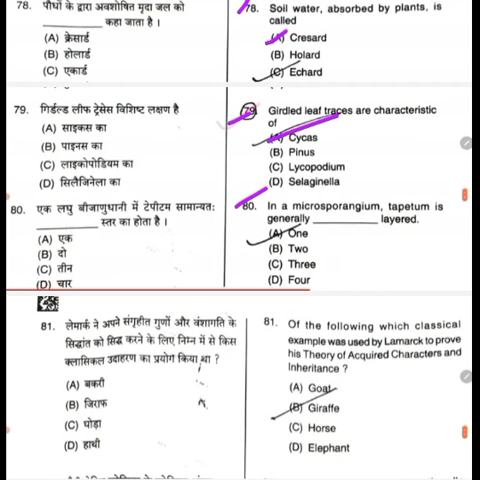 78. पौधों के द्वारा अवशोषित मृदा जल को
____________ कहा जाता है ।
(A) क्रेसार्ड
(B) होलार्ड
(C) एकार्ड
78. Soil water, absorbed by plants, is
called
(A) Cresard
(B) Holard
(C) Echard
79. गिर्डल्ड लीफ ट्रेसेस विशिष्ट लक्षण है
(A) साइकस का
(B) पाइनस का
(C) लाइकोपोडियम का
(D) सिलैजिनेला का
79. Girdled leaf traces are characteristic
of
(A) Cycas
(B) Pinus
(C) Lycopodium
(D) Selaginella
80. एक लघु बीजाणुधानी में टेपीटम सामान्यतः
____________ स्तर का होता है ।
(A) एक
(B) दो
(C) तीन
(D) चार
80. In a microsporangium, tapetum is
generally ____________ layered.
(A) One
(B) Two
(C) Three
(D) Four
81. लेमार्क ने अपने संगृहीत गुणों और वंशागति के
सिद्धांत को सिद्ध करने के लिए निम्न में से किस
क्लासिकल उदाहरण का प्रयोग किया था ?
(A) बकरी
(B) जिराफ
(C) घोड़ा
(D) हाथी
81. Of the following which classical
example was used by Lamarck to prove
his Theory of Acquired Characters and
Inheritance ?
(A) Goat
(B) Giraffe
(C) Horse
(D) Elephant